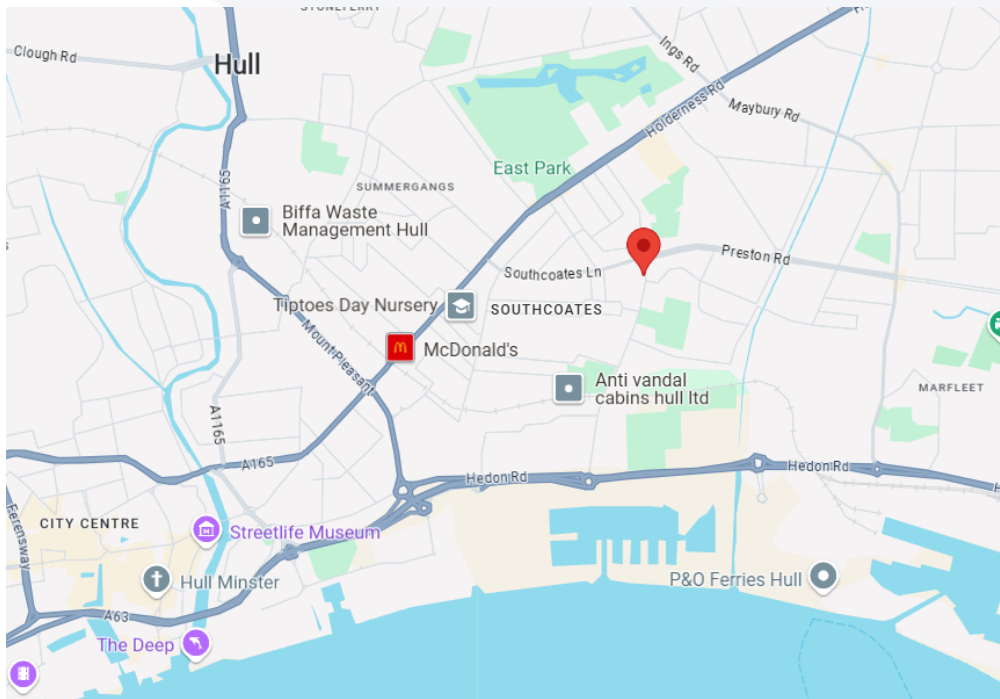 STONEFERRY
Clough Rd
Hull
Ings Rd
Holderness Rd
Maybury Rd
East Park
A1165
SUMMERGANGS
Biffa Waste
Management Hull
Southcoates Ln
Preston Rd
Tiptoes Day Nursery
SOUTHCOATES
Mount Pleasant
McDonald's
Anti vandal
cabins hull ltd
MARFLEET
A1165
A165
Hedon Rd
Hedon Rd
Ferensway
CITY CENTRE
Streetlife Museum
Hull Minster
P&O Ferries Hull
A63
The Deep